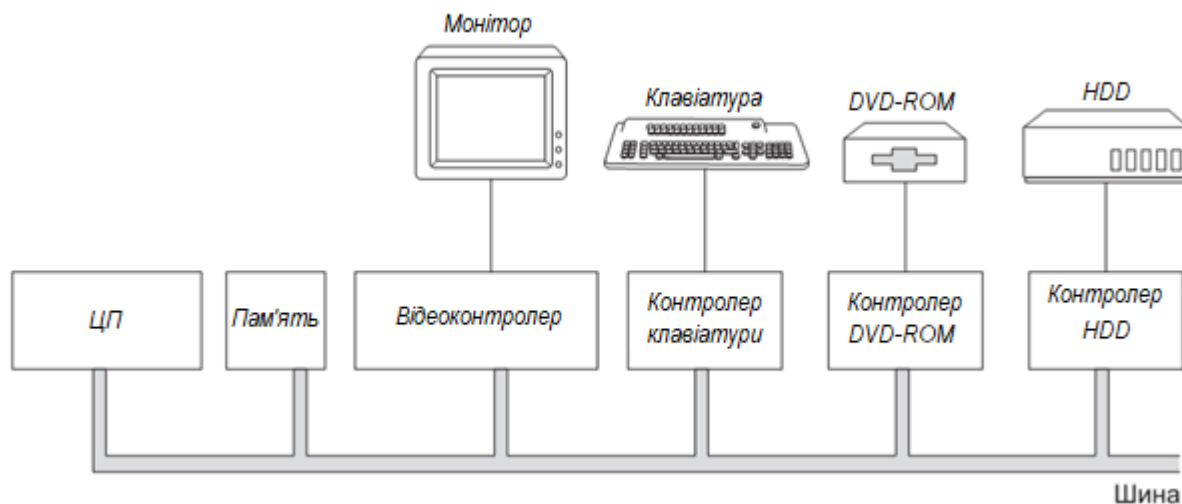 Монітор
Клавіатура
DVD-ROM
HDD
ЦП
Пам'ять
Відеоконтролер
Контролер
клавіатури
Контролер
DVD-ROM
Контролер
HDD
Шина